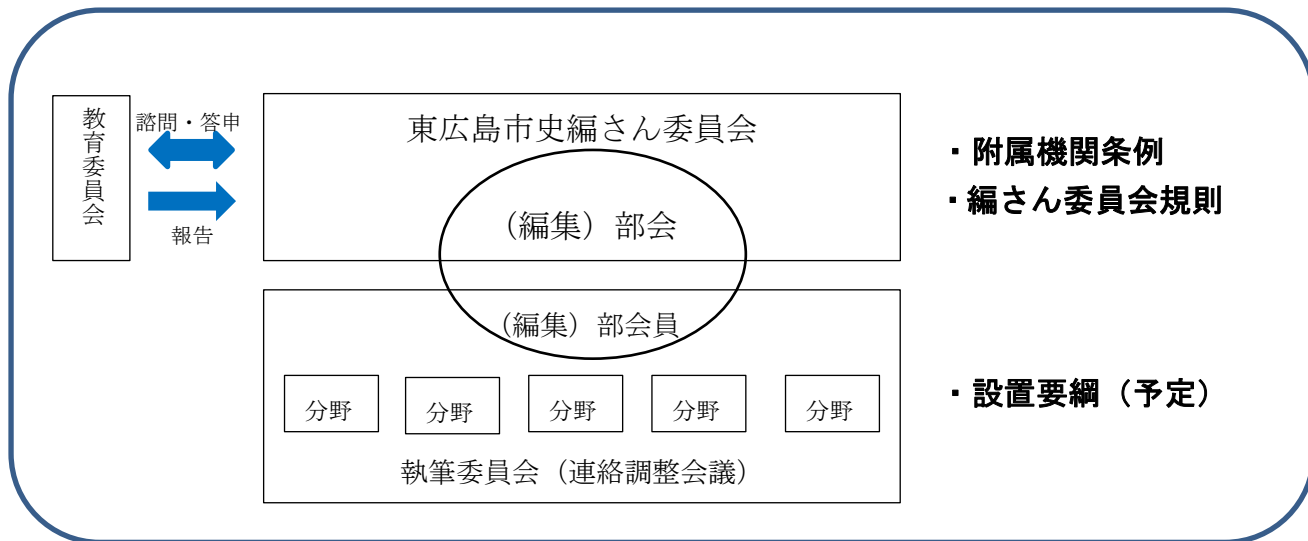 教育委員会
諮問・答申
報告
東広島市史編さん委員会
（編集）部会
（編集）部会員
分野
分野
分野
分野
分野
執筆委員会（連絡調整会議）
・附属機関条例
・編さん委員会規則
・設置要綱（予定）